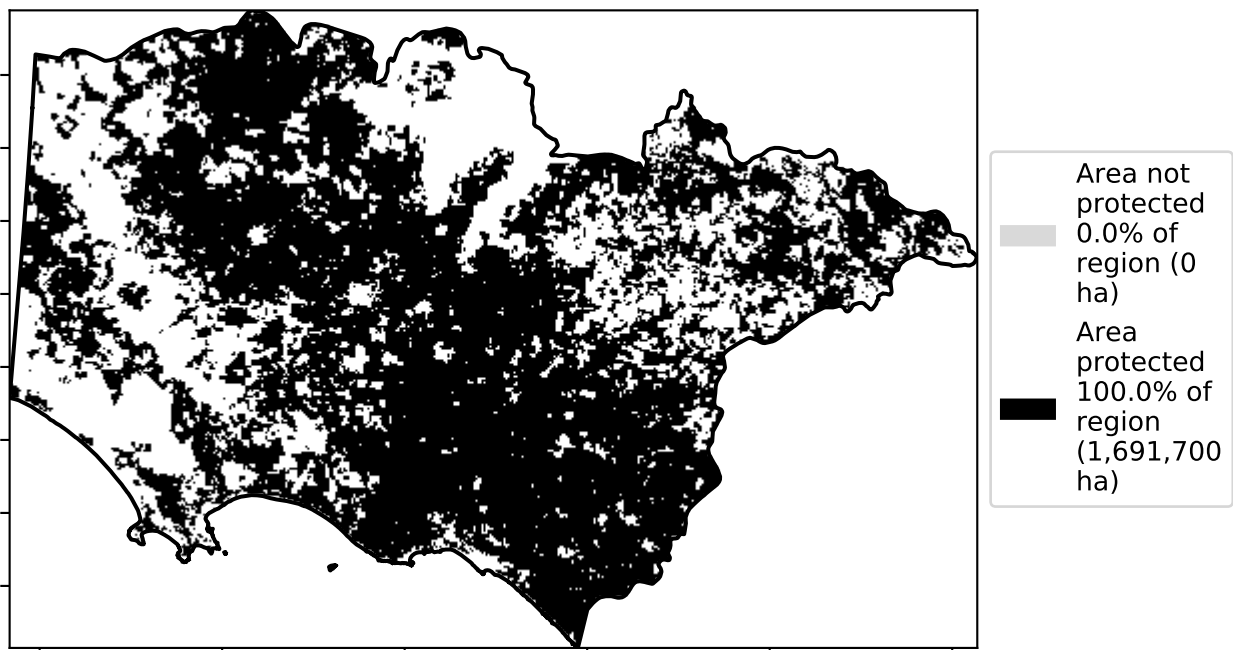 Area not
protected
0.0% of
region (0
ha)
Area
protected
100.0% of
region
(1,691,700
ha)